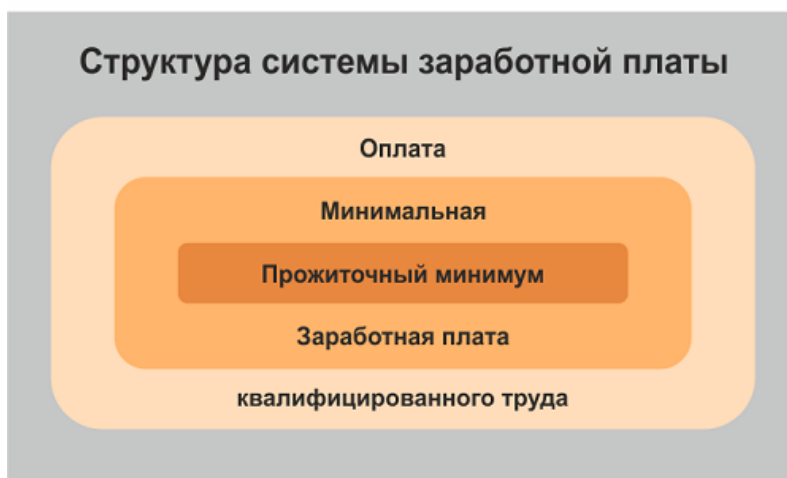 Структура системы заработной платы
Оплата
Минимальная
Прожиточный минимум
Заработная плата
квалифицированного труда